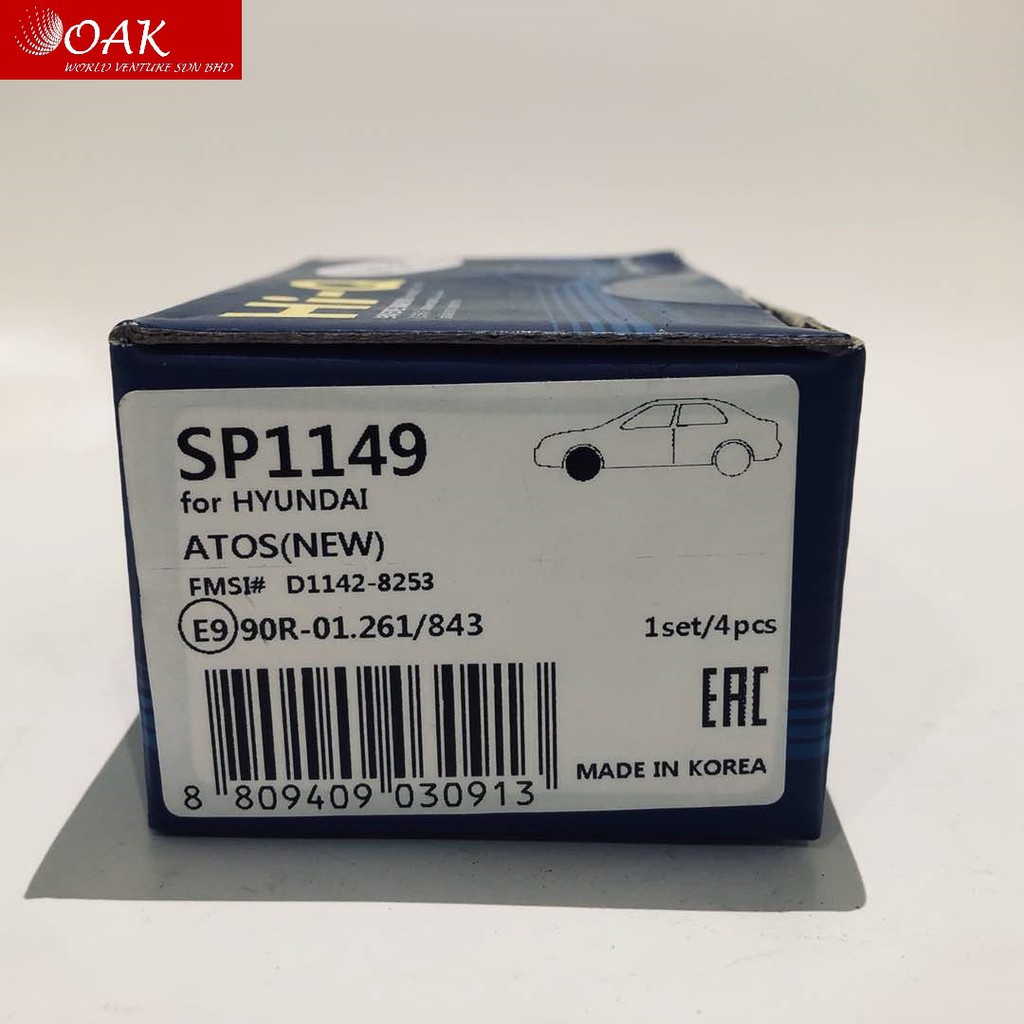 OAK
WORLD VENTURE SDN BHD
Hi-Q
SP1149
for HYUNDAI
ATOS(NEW)
FMSI# D1142-8253
E9 90R-01.261/843
1set/4pcs
EAC
MADE IN KOREA
8 809409 030913